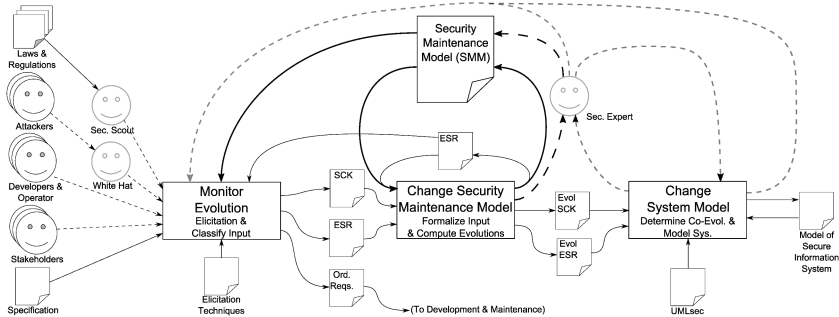 Laws &
Regulations
Attackers
Developers &
Operator
Stakeholders
Specification
Sec. Scout
White Hat
Monitor
Evolution
Elicitation &
Classify Input
Elicitation
Techniques
SCK
ESR
Ord.
Reqs.
(To Development & Maintenance)
Security
Maintenance
Model (SMM)
ESR
Change Security
Maintenance Model
Formalize Input
& Compute Evolutions
Sec. Expert
Evol
SCK
Evol
ESR
Change
System Model
Determine Co-Evol. &
Model Sys.
UMLsec
Model of
Secure
Information
System